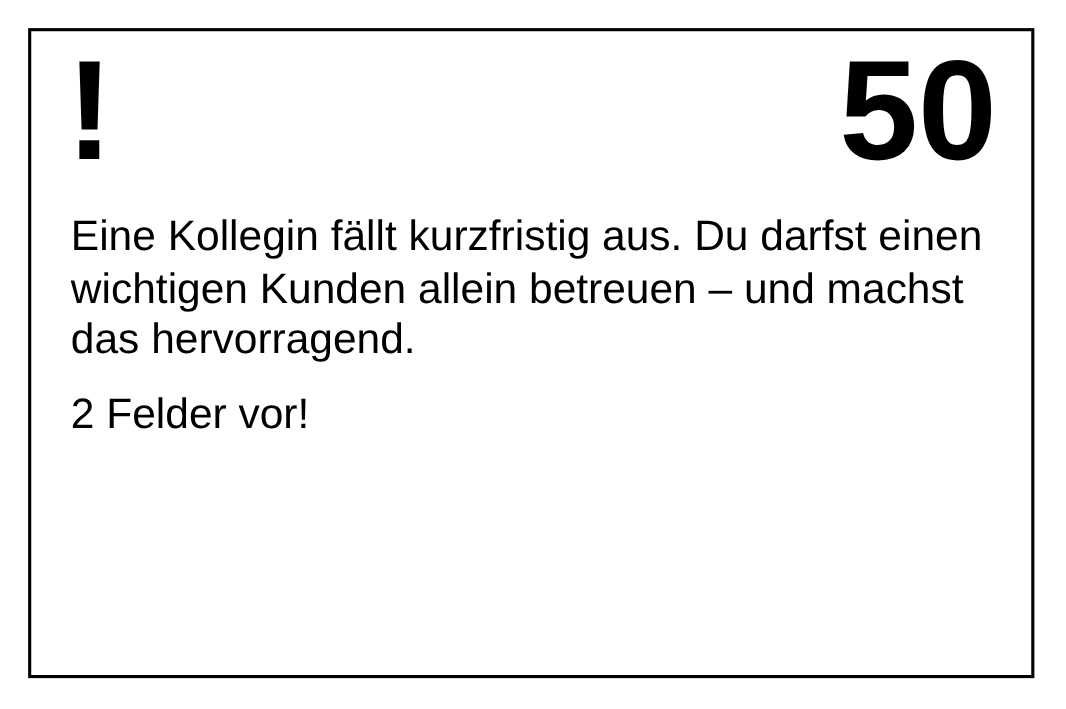 ! 50
Eine Kollegin fällt kurzfristig aus. Du darfst einen
wichtigen Kunden allein betreuen – und machst
das hervorragend.
2 Felder vor!